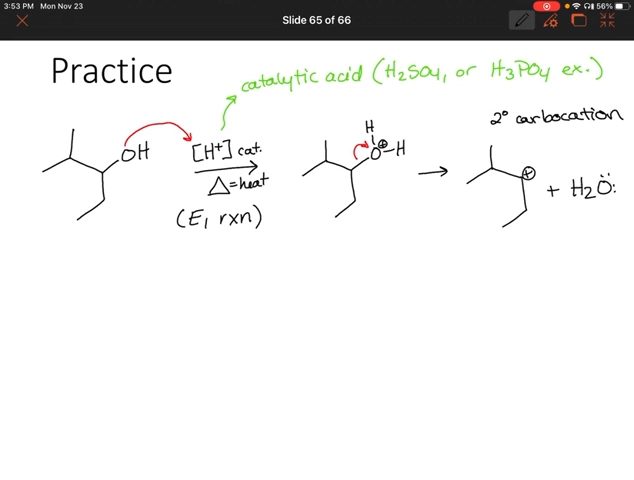 3:53 PM Mon Nov 23
56%
Slide 65 of 66
Practice
catalytic acid (H2SO4, or H3PO4 ex.)
2° carbocation
OH
[H+] cat.
△=heat
(E1 rxn)
H
O⊕-H
⊕
+ H2O: